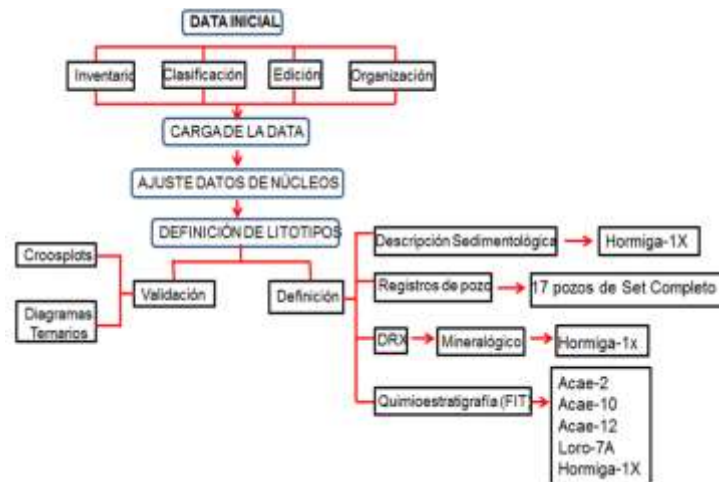 DATA INICIAL
Inventario
Clasificación
Edición
Organización
CARGA DE LA DATA
AJUSTE DATOS DE NÚCLEOS
DEFINICIÓN DE LITOTIPOS
Croosplots
Diagramas
Ternarios
Validación
Definición
Descripción Sedimentológica
Hormiga-1X
Registros de pozo
17 pozos de Set Completo
DRX
Mineralógico
Hormiga-1x
Quimioestratigrafía (FIT)
Acae-2
Acae-10
Acae-12
Loro-7A
Hormiga-1X